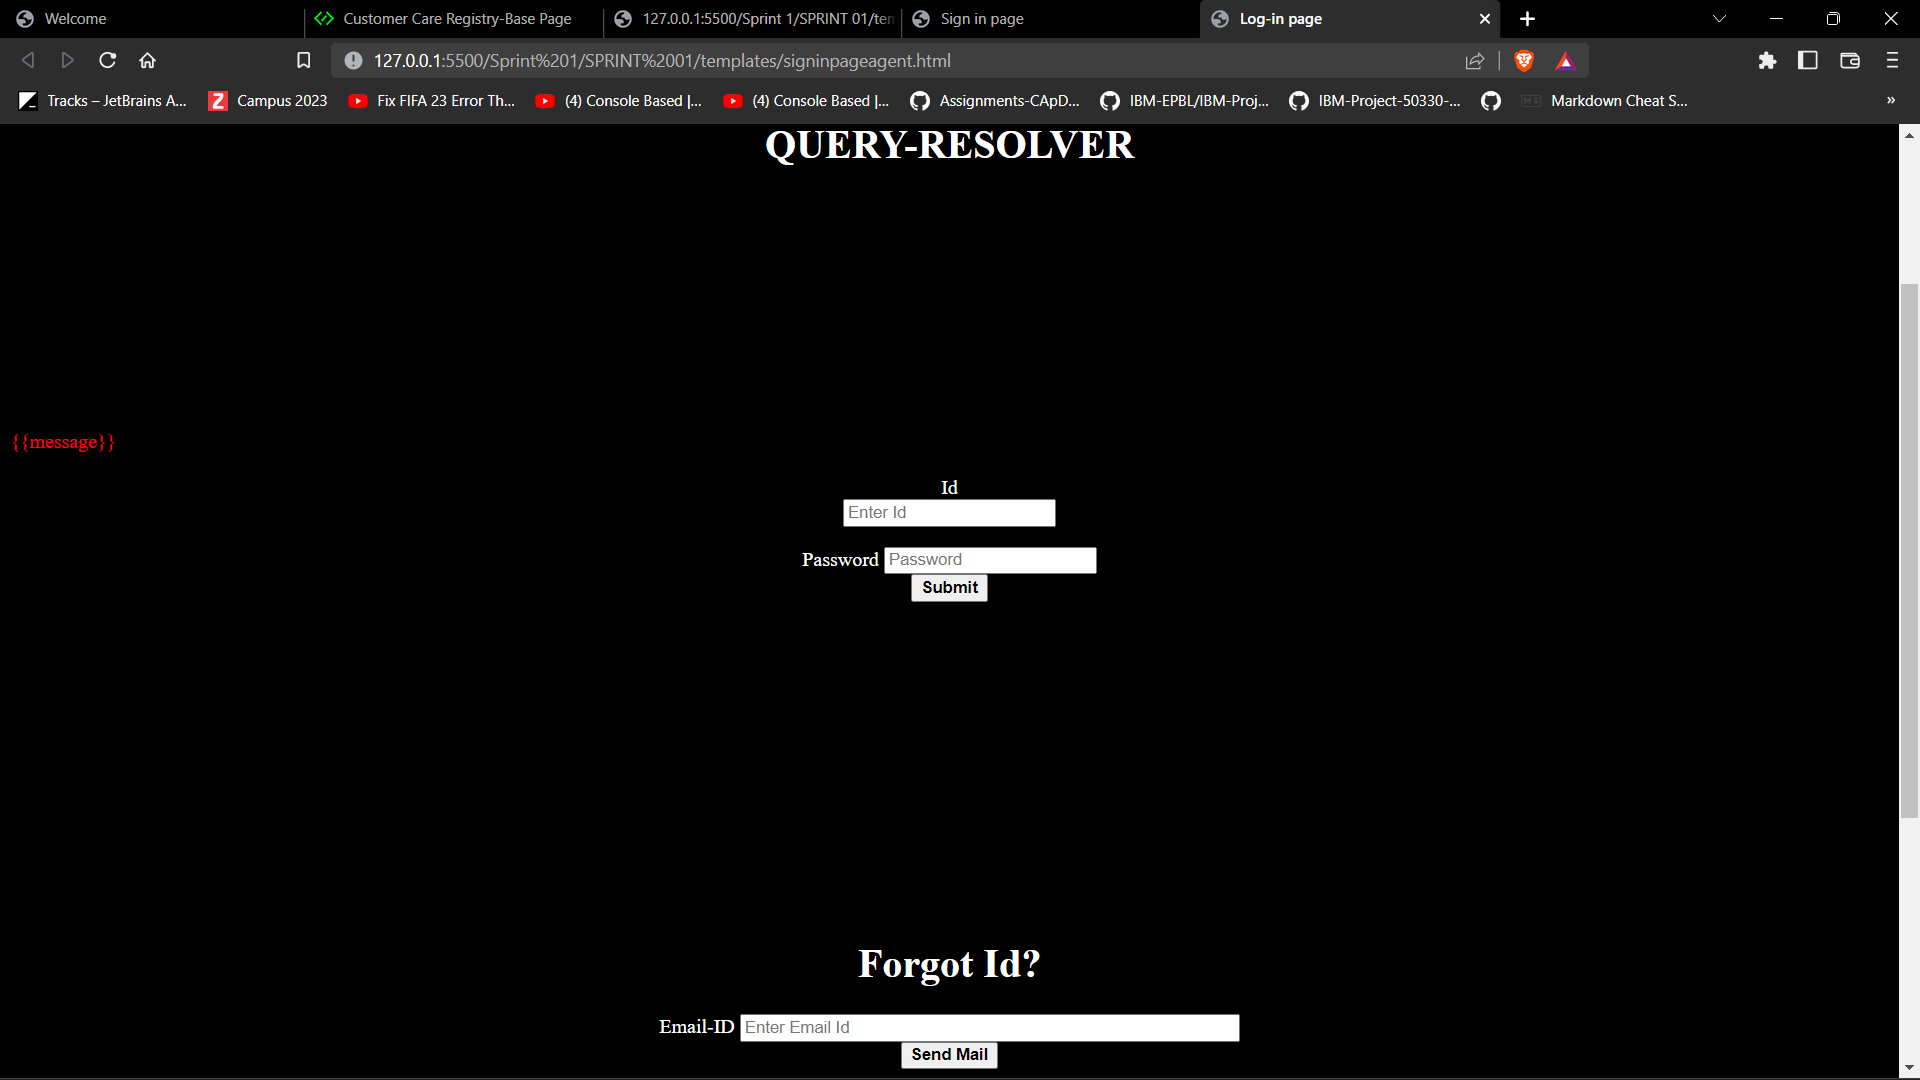 Welcome
Customer Care Registry-Base Page
127.0.0.1:5500/Sprint 1/SPRINT 01/ten
Sign in page
Log-in page
127.0.0.1:5500/Sprint%201/SPRINT%2001/templates/signinpageagent.html
Tracks – JetBrains A...
Campus 2023
Fix FIFA 23 Error Th...
(4) Console Based |...
(4) Console Based |...
Assignments-CApD...
IBM-EPBL/IBM-Proj...
IBM-Project-50330-...
Markdown Cheat S...
QUERY-RESOLVER
{{message}}
Id
Enter Id
Password Password
Submit
Forgot Id?
Email-ID Enter Email Id
Send Mail